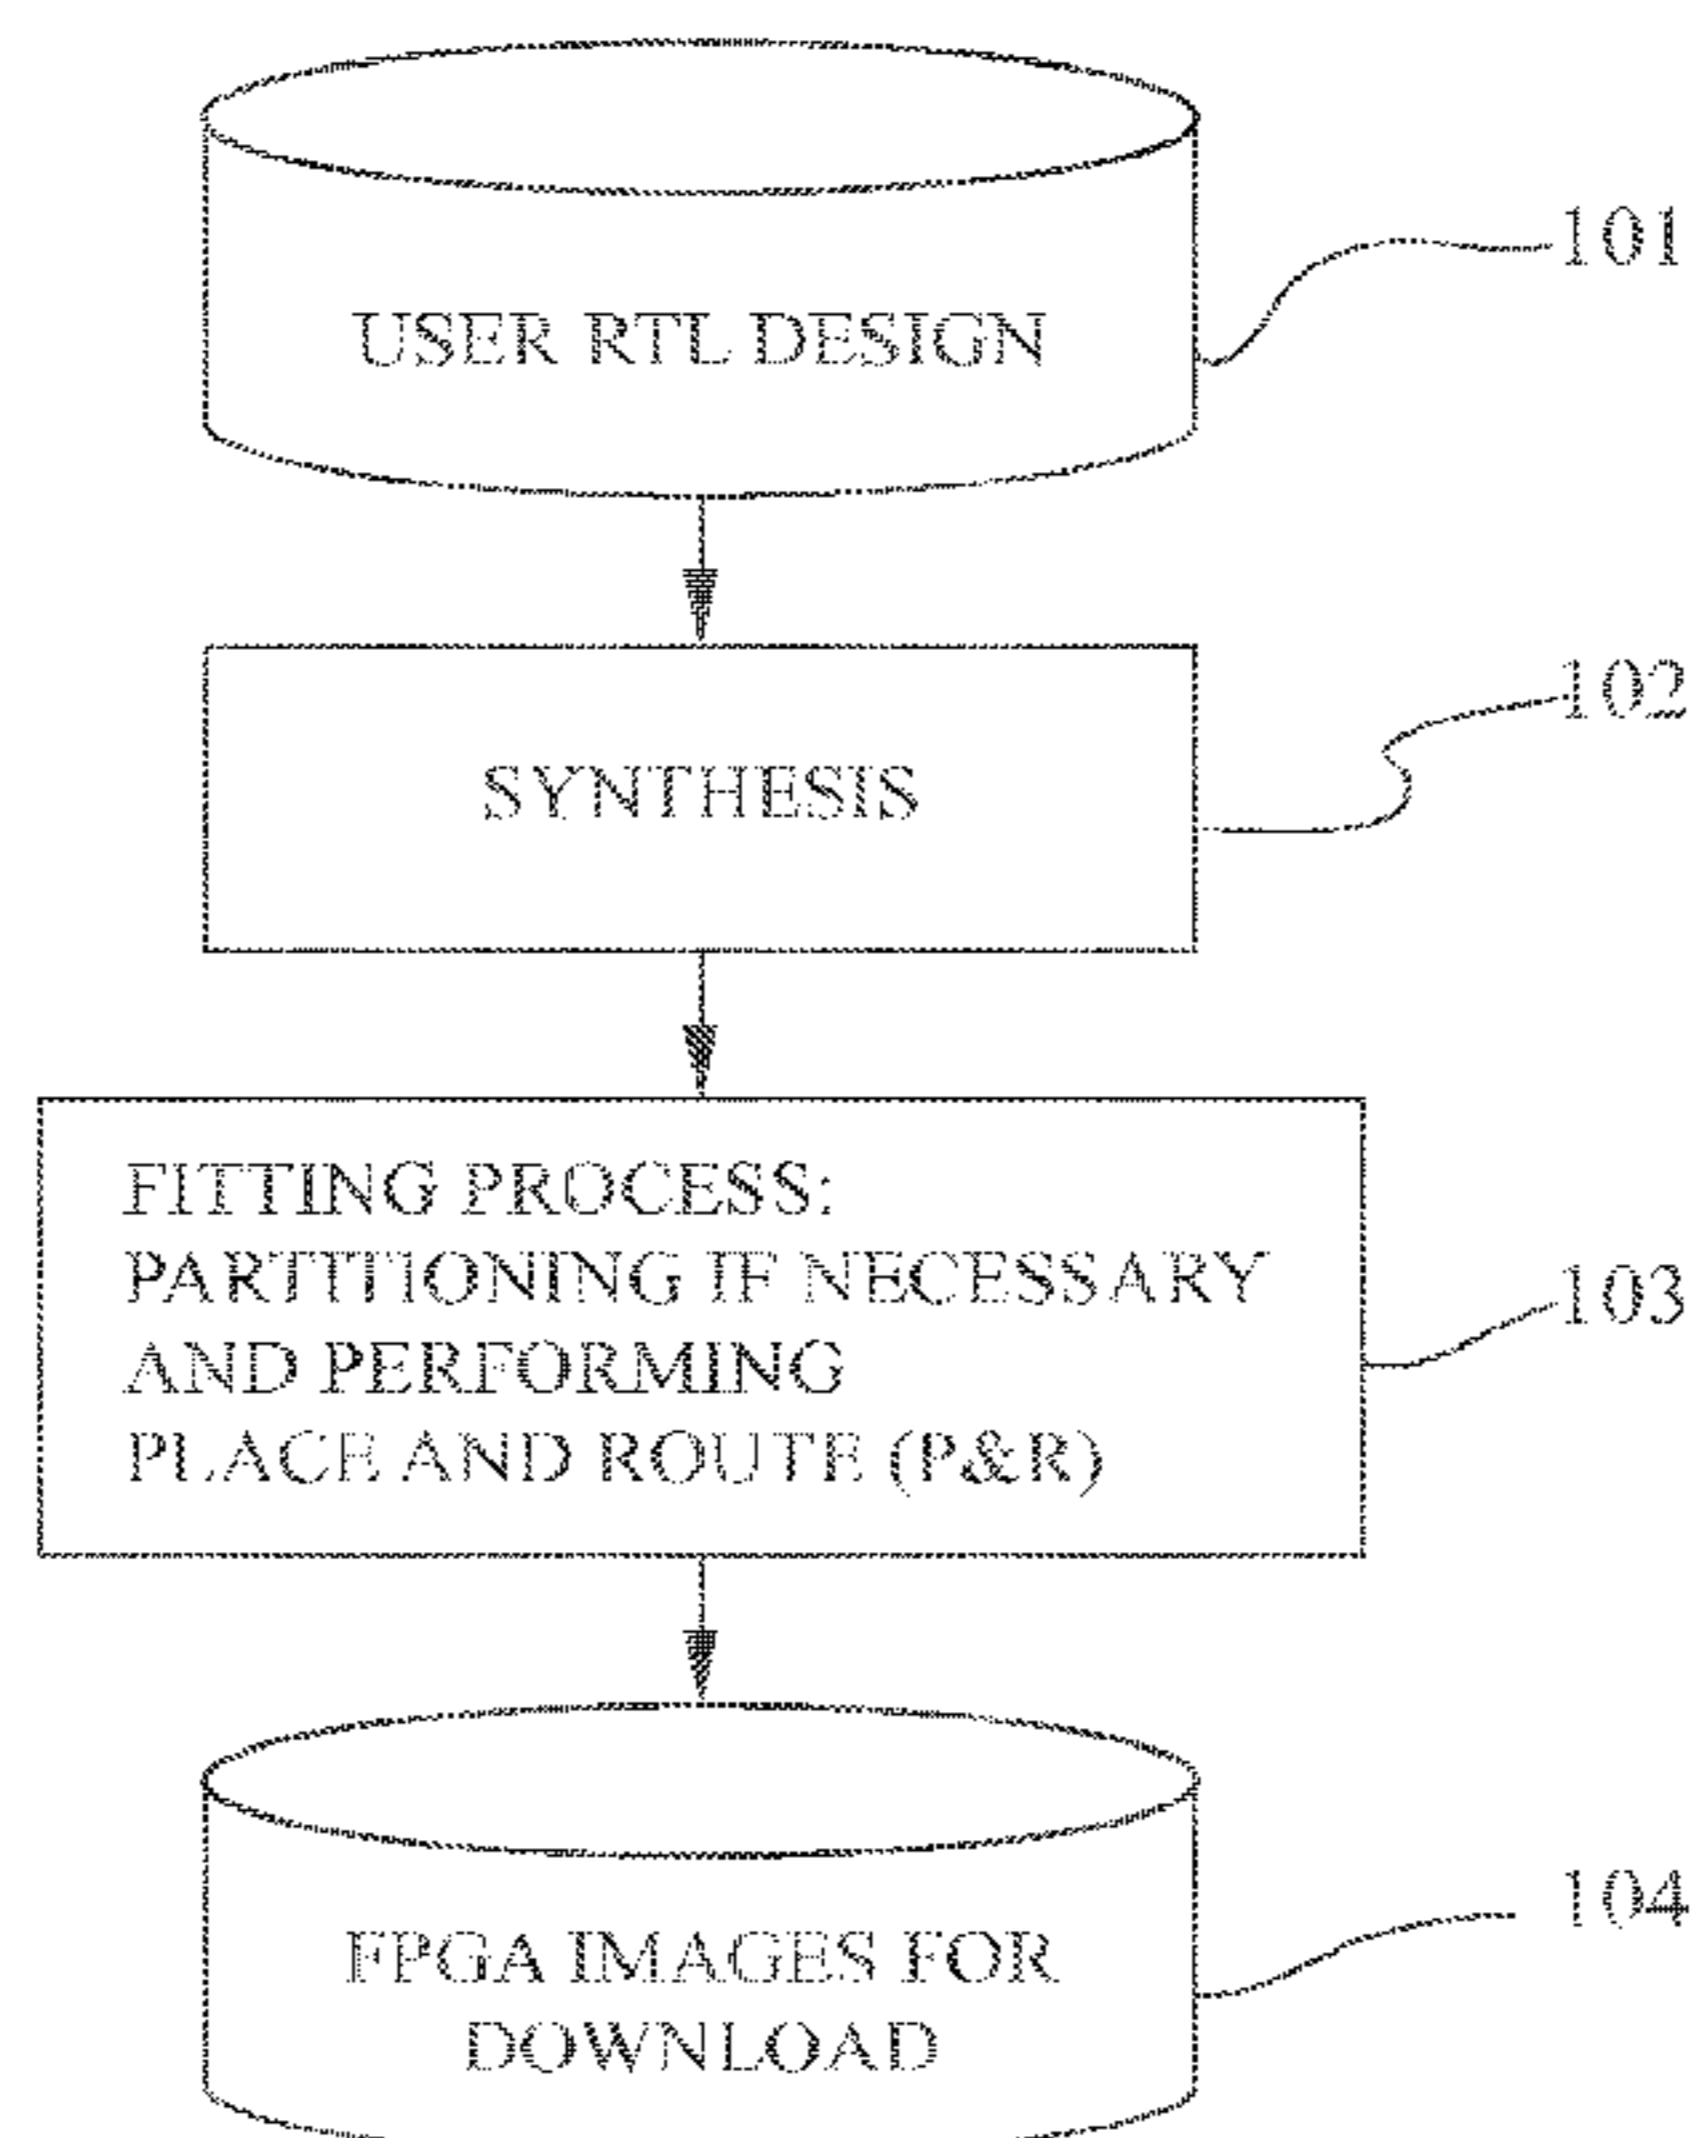 101
USER RTL DESIGN
102
SYNTHESIS
FITTING PROCESS:
PARTITIONING IF NECESSARY
103
AND PERFORMING
PLACE AND ROUTE (P&R)
104
FPGA IMAGES FOR
DOWNLOAD